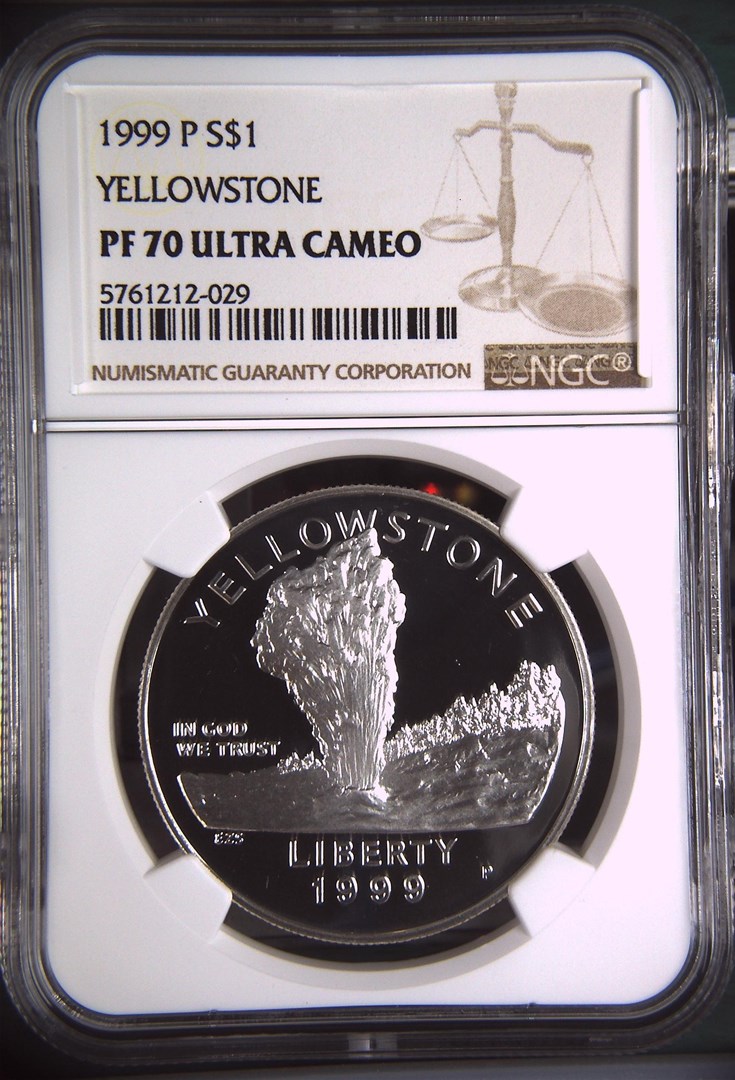 1999 P S$1
YELLOWSTONE
PF 70 ULTRA CAMEO
5761212-029
NUMISMATIC GUARANTY CORPORATION
NGC®
YELLOWSTONE
IN GOD
WE TRUST
LIBERTY
P
1999